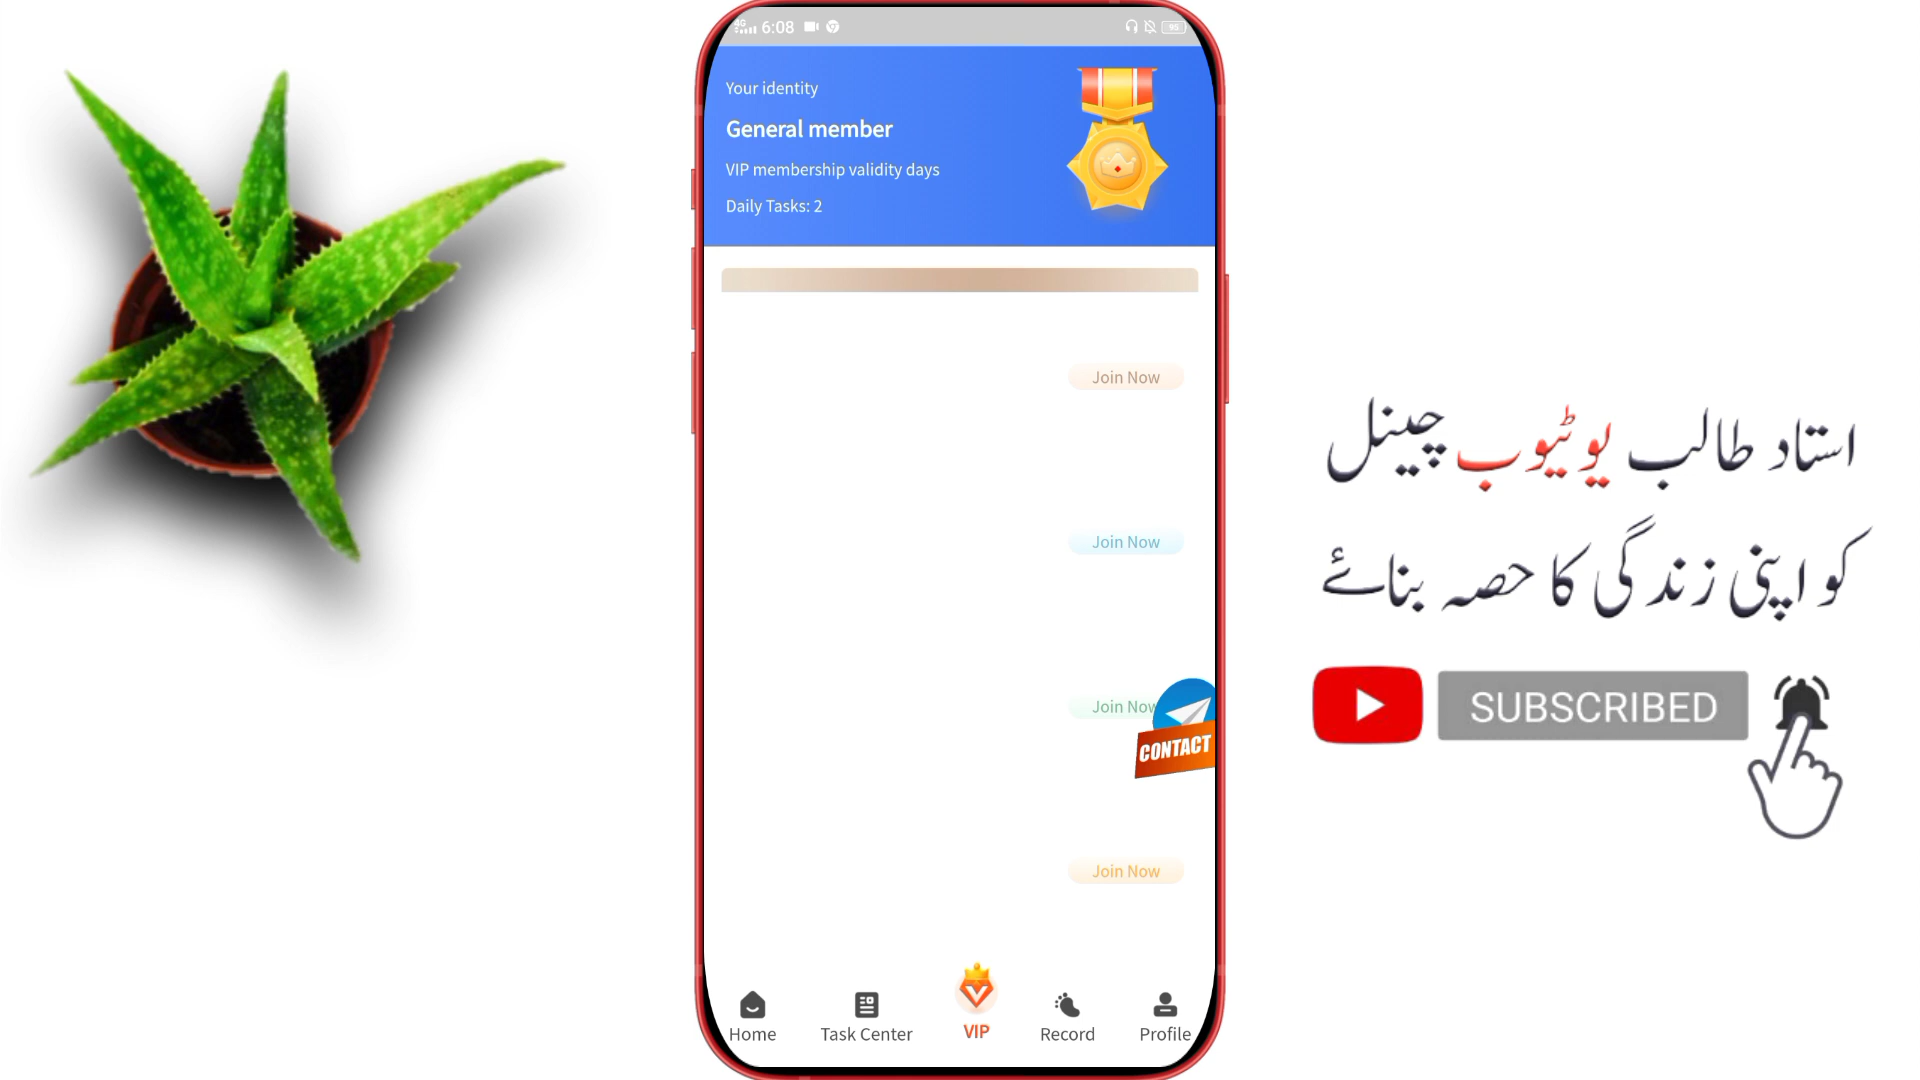 4G 6:08
95
Your identity
General member
VIP membership validity days
Daily Tasks: 2
Join Now
Join Now
Join Now
CONTACT
Join Now
Home
Task Center
VIP
Record
Profile
استاد طالب یوٹیوب چینل
کو اپنی زندگی کا حصہ بنائے
SUBSCRIBED